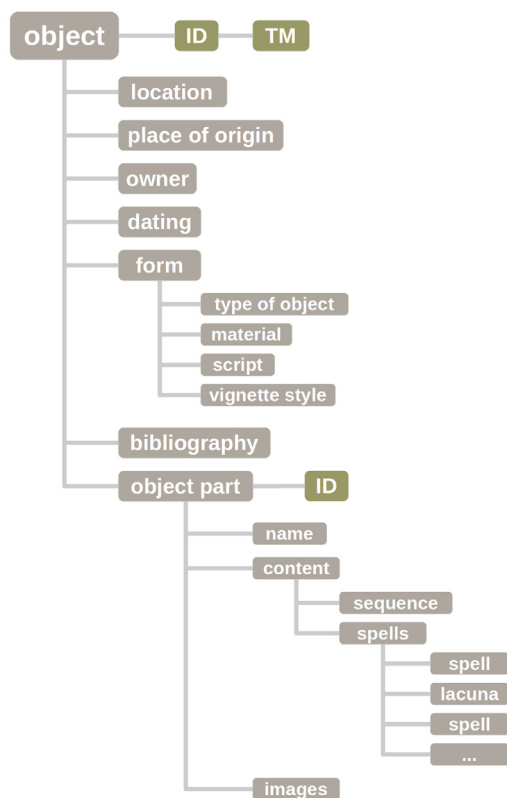 object ID TM
location
place of origin
owner
dating
form
type of object
material
script
vignette style
bibliography
object part ID
name
content
sequence
spells
spell
lacuna
spell
...
images